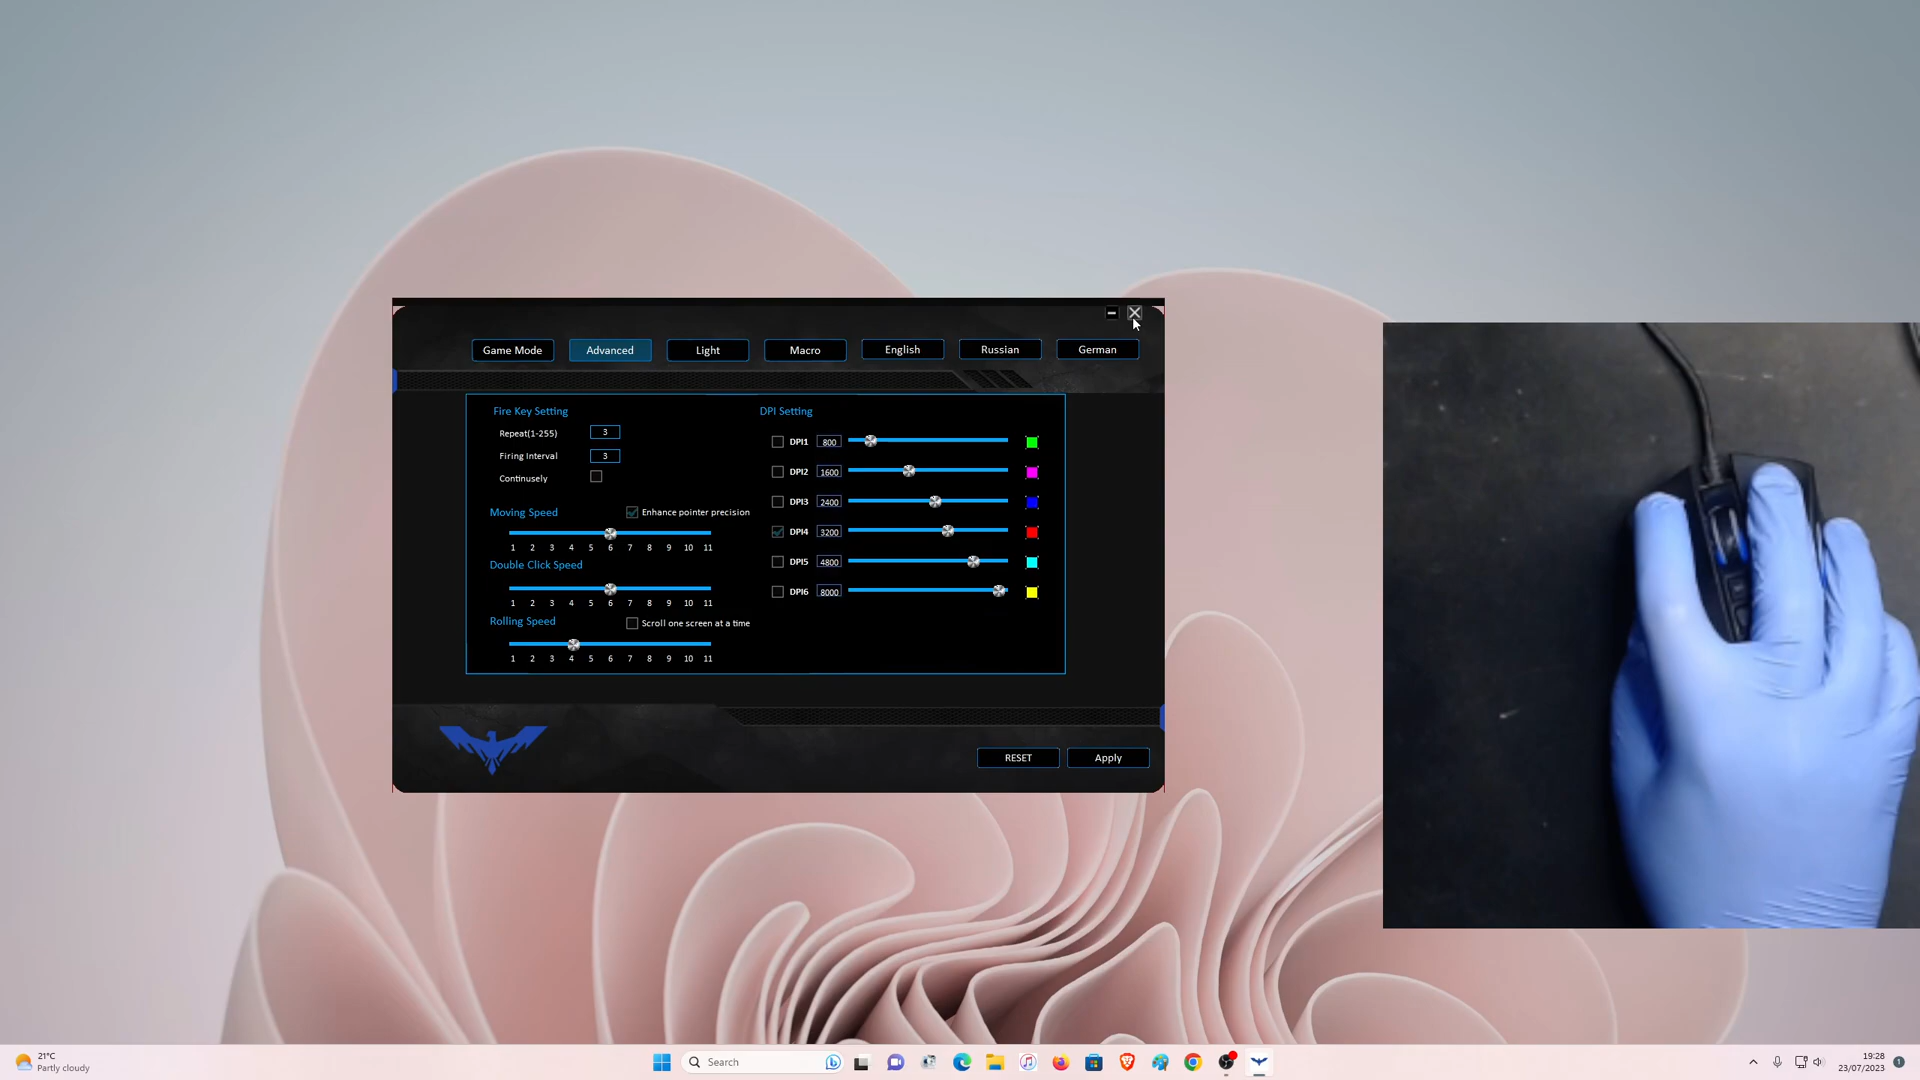 Game Mode Advanced Light Macro English Russian German
Fire Key Setting
Repeat(1-255) 3
Firing Interval 3
Continusely
Moving Speed Enhance pointer precision
1 2 3 4 5 6 7 8 9 10 11
Double Click Speed
1 2 3 4 5 6 7 8 9 10 11
Rolling Speed Scroll one screen at a time
1 2 3 4 5 6 7 8 9 10 11
DPI Setting
DPI1 800
DPI2 1600
DPI3 2400
DPI4 3200
DPI5 4800
DPI6 8000
RESET Apply
21°C
Partly cloudy
Search
19:28
23/07/2023
1